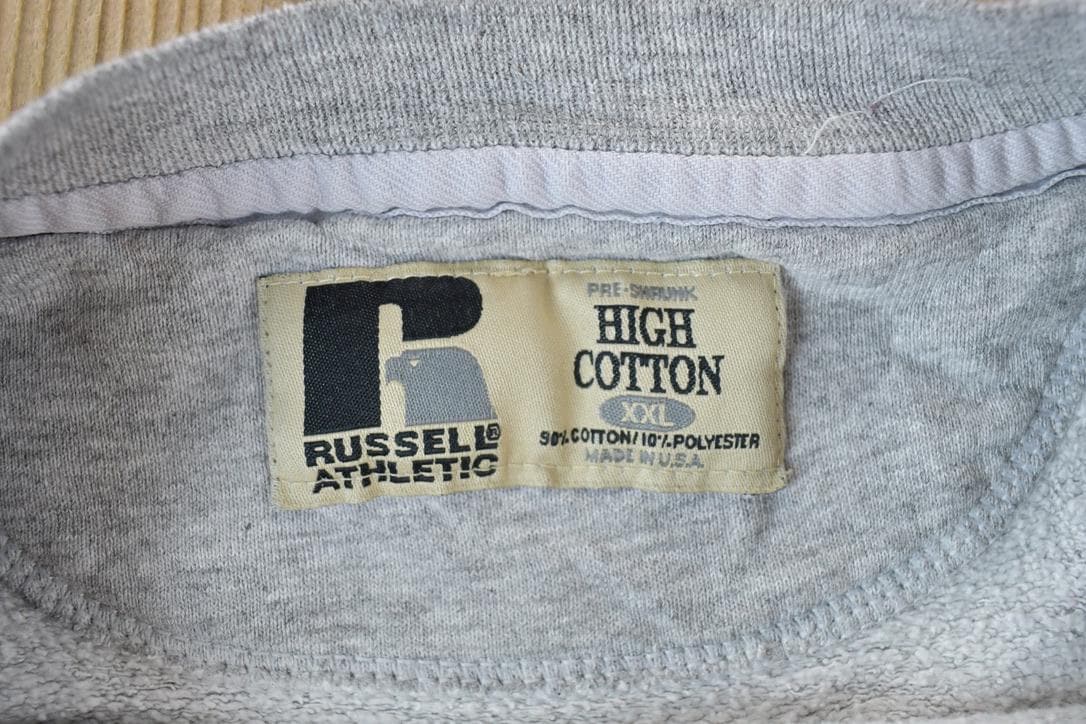 RUSSELL®
ATHLETIC
PRE-SHRUNK
HIGH
COTTON
XXL
90% COTTON/10% POLYESTER
MADE IN U.S.A.